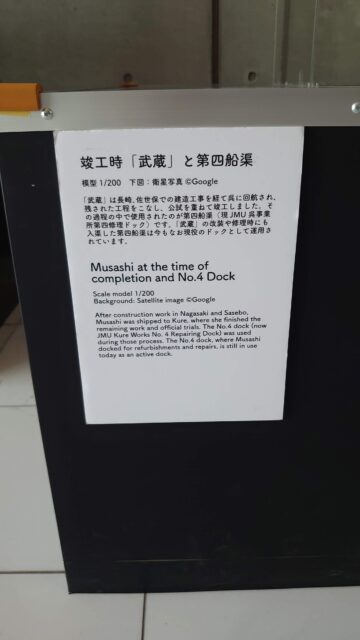 竣工時「武蔵」と第四船渠
模型 1/200　下図：衛星写真 ©Google
「武蔵」は長崎、佐世保での建造工事を経て呉に回航され、
残された工程をこなし、公試を重ねて竣工しました。そ
の過程の中で使用されたのが第四船渠（現 JMU 呉事業
所第四修理ドック）です。「武蔵」の改装や修理時にも
入渠した第四船渠は今もなお現役のドックとして運用さ
れています。
Musashi at the time of
completion and No.4 Dock
Scale model 1/200
Background: Satellite image ©Google
After construction work in Nagasaki and Sasebo,
Musashi was shipped to Kure, where she finished the
remaining work and official trials. The No.4 dock (now
JMU Kure Works No. 4 Repairing Dock) was used
during those process. The No.4 dock, where Musashi
docked for refurbishments and repairs, is still in use
today as an active dock.